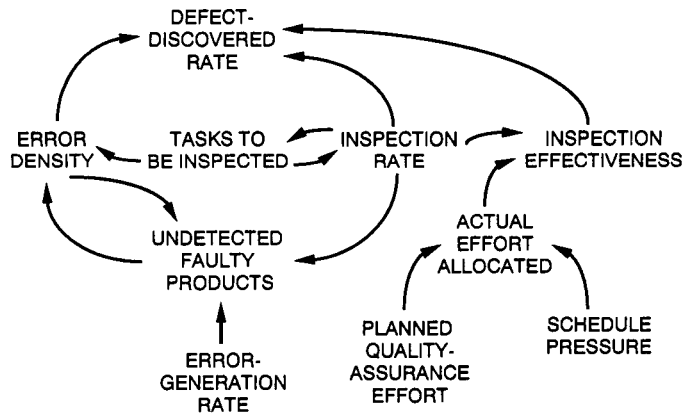 DEFECT-
DISCOVERED
RATE
ERROR
DENSITY
TASKS TO
BE INSPECTED
INSPECTION
RATE
INSPECTION
EFFECTIVENESS
UNDETECTED
FAULTY
PRODUCTS
ACTUAL
EFFORT
ALLOCATED
ERROR-
GENERATION
RATE
PLANNED
QUALITY-
ASSURANCE
EFFORT
SCHEDULE
PRESSURE